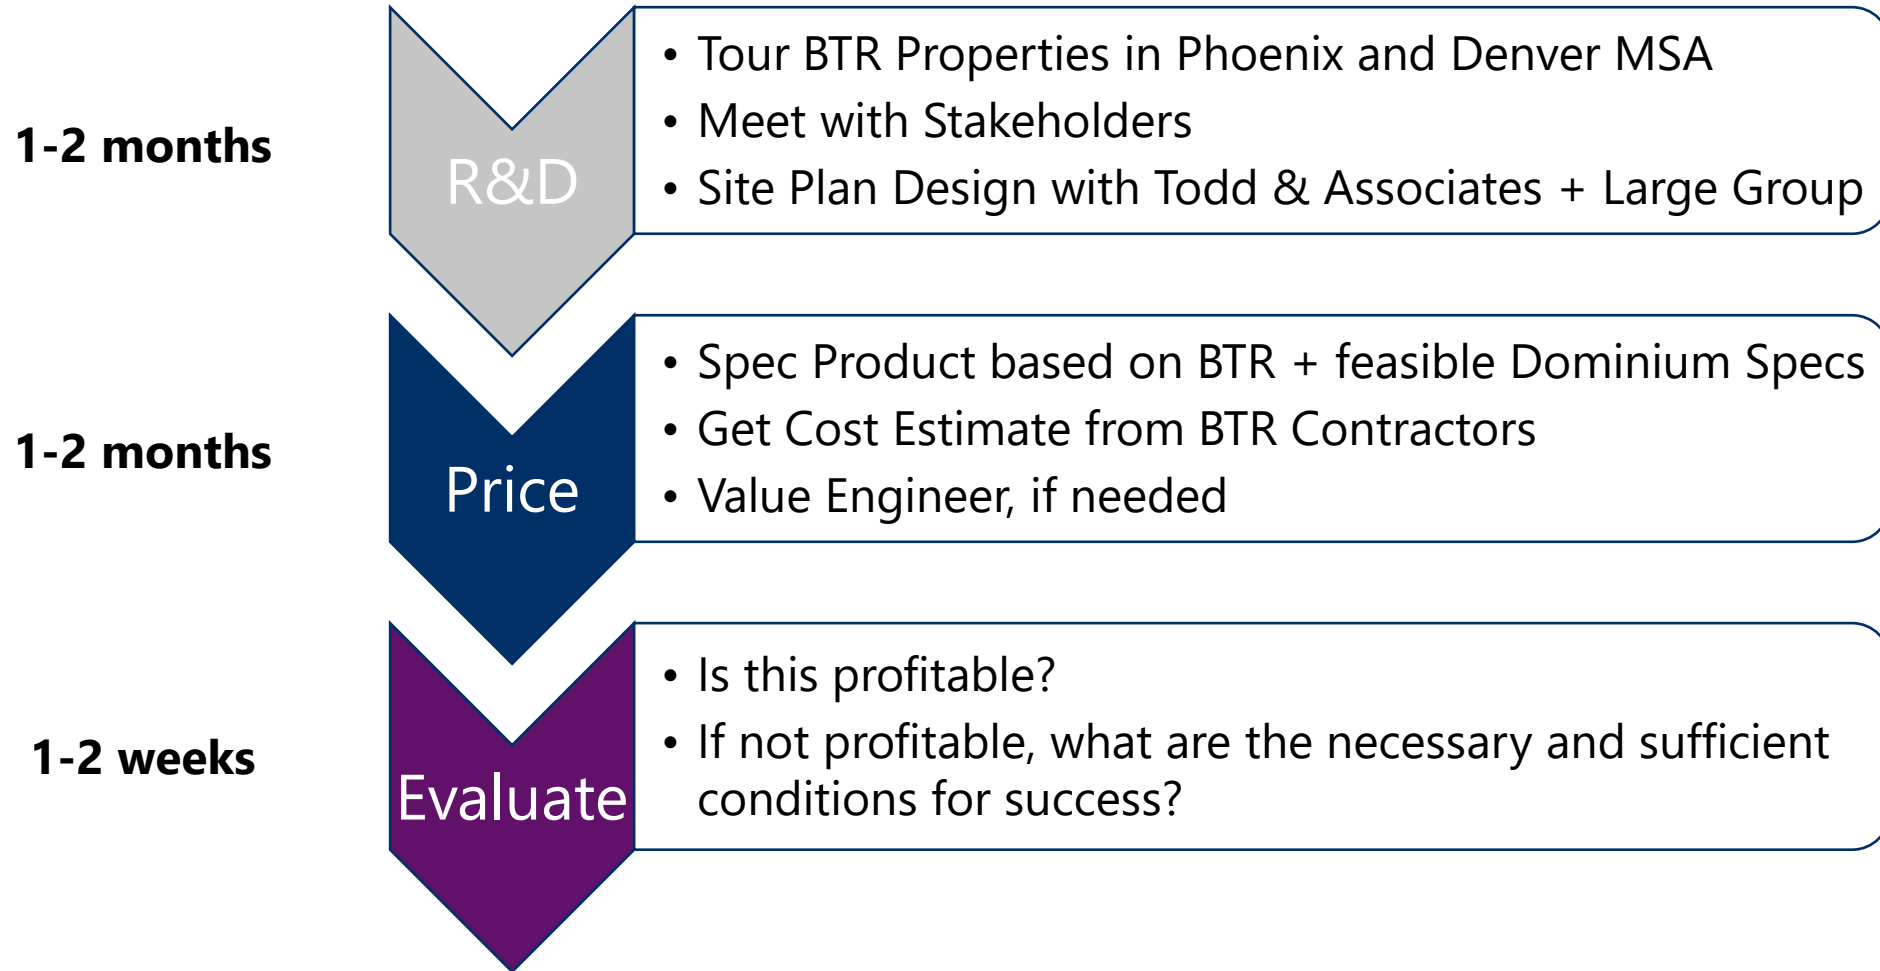 1-2 months
R&D
• Tour BTR Properties in Phoenix and Denver MSA
• Meet with Stakeholders
• Site Plan Design with Todd & Associates + Large Group
1-2 months
Price
• Spec Product based on BTR + feasible Dominium Specs
• Get Cost Estimate from BTR Contractors
• Value Engineer, if needed
1-2 weeks
Evaluate
• Is this profitable?
• If not profitable, what are the necessary and sufficient
conditions for success?